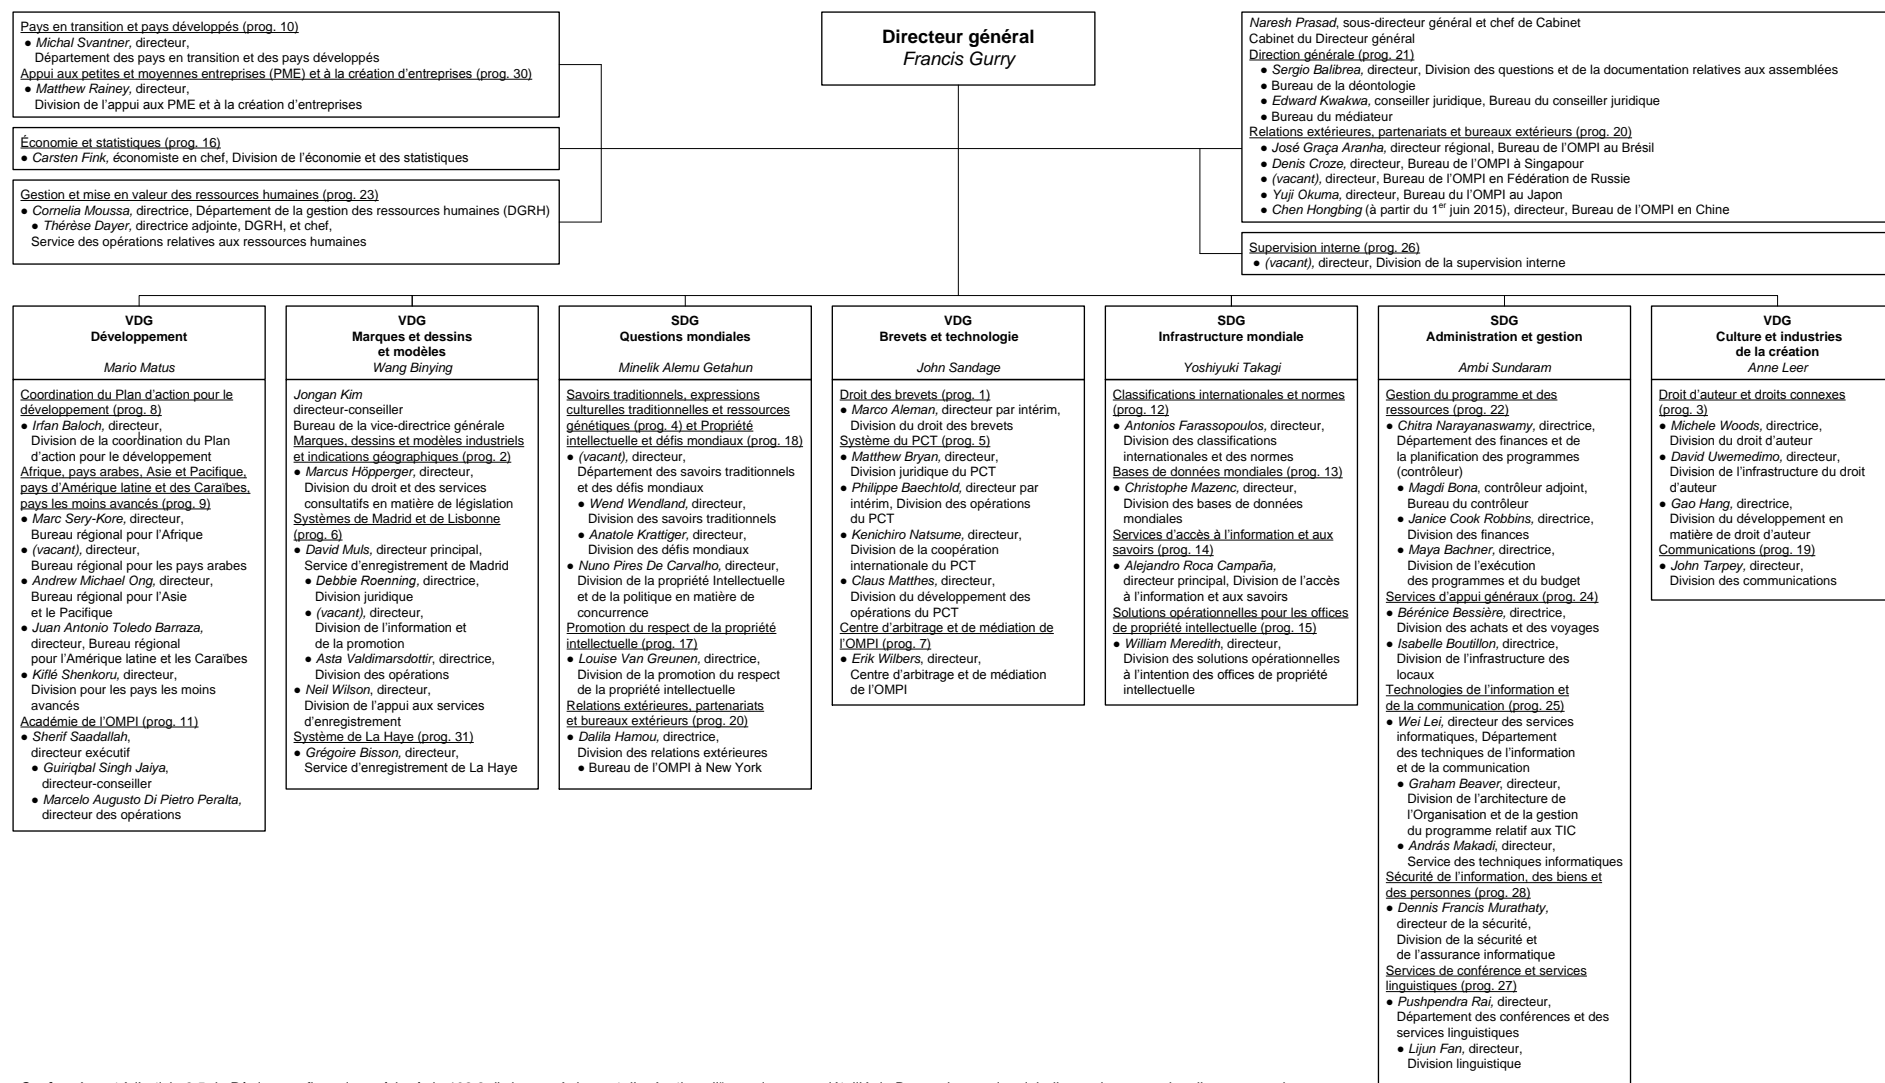 Pays en transition et pays développés (prog. 10)
● Michal Svantner, directeur,
Département des pays en transition et des pays développés
Appui aux petites et moyennes entreprises (PME) et à la création d’entreprises (prog. 30)
● Matthew Rainey, directeur,
Division de l’appui aux PME et à la création d’entreprises
Économie et statistiques (prog. 16)
● Carsten Fink, économiste en chef, Division de l’économie et des statistiques
Gestion et mise en valeur des ressources humaines (prog. 23)
● Cornelia Moussa, directrice, Département de la gestion des ressources humaines (DGRH)
● Thérèse Dayer, directrice adjointe, DGRH, et chef,
Service des opérations relatives aux ressources humaines
Directeur général
Francis Gurry
Naresh Prasad, sous-directeur général et chef de Cabinet
Cabinet du Directeur général
Direction générale (prog. 21)
● Sergio Balibrea, directeur, Division des questions et de la documentation relatives aux assemblées
● Bureau de la déontologie
● Edward Kwakwa, conseiller juridique, Bureau du conseiller juridique
● Bureau du médiateur
Relations extérieures, partenariats et bureaux extérieurs (prog. 20)
● José Graça Aranha, directeur régional, Bureau de l’OMPI au Brésil
● Denis Croze, directeur, Bureau de l’OMPI à Singapour
● (vacant), directeur, Bureau de l’OMPI en Fédération de Russie
● Yuji Okuma, directeur, Bureau du l’OMPI au Japon
● Chen Hongbing (à partir du 1er juin 2015), directeur, Bureau de l’OMPI en Chine
Supervision interne (prog. 26)
● (vacant), directeur, Division de la supervision interne
VDG
Développement
Mario Matus
Coordination du Plan d’action pour le
développement (prog. 8)
● Irfan Baloch, directeur,
Division de la coordination du Plan
d’action pour le développement
Afrique, pays arabes, Asie et Pacifique,
pays d’Amérique latine et des Caraïbes,
pays les moins avancés (prog. 9)
● Marc Sery-Kore, directeur,
Bureau régional pour l’Afrique
● (vacant), directeur,
Bureau régional pour les pays arabes
● Andrew Michael Ong, directeur,
Bureau régional pour l’Asie
et le Pacifique
● Juan Antonio Toledo Barraza,
directeur, Bureau régional
pour l’Amérique latine et les Caraïbes
● Kiflé Shenkoru, directeur,
Division pour les pays les moins
avancés
Académie de l’OMPI (prog. 11)
● Sherif Saadallah,
directeur exécutif
● Guiriqbal Singh Jaiya,
directeur-conseiller
● Marcelo Augusto Di Pietro Peralta,
directeur des opérations
VDG
Marques et dessins
et modèles
Wang Binying
Jongan Kim
directeur-conseiller
Bureau de la vice-directrice générale
Marques, dessins et modèles industriels
et indications géographiques (prog. 2)
● Marcus Höpperger, directeur,
Division du droit et des services
consultatifs en matière de législation
Systèmes de Madrid et de Lisbonne
(prog. 6)
● David Muls, directeur principal,
Service d’enregistrement de Madrid
● Debbie Roenning, directrice,
Division juridique
● (vacant), directeur,
Division de l’information et
de la promotion
● Asta Valdimarsdottir, directrice,
Division des opérations
● Neil Wilson, directeur,
Division de l’appui aux services
d’enregistrement
Système de La Haye (prog. 31)
● Grégoire Bisson, directeur,
Service d’enregistrement de La Haye
SDG
Questions mondiales
Minelik Alemu Getahun
Savoirs traditionnels, expressions
culturelles traditionnelles et ressources
génétiques (prog. 4) et Propriété
intellectuelle et défis mondiaux (prog. 18)
● (vacant), directeur,
Département des savoirs traditionnels
et des défis mondiaux
● Wend Wendland, directeur,
Division des savoirs traditionnels
● Anatole Krattiger, directeur,
Division des défis mondiaux
● Nuno Pires De Carvalho, directeur,
Division de la propriété Intellectuelle
et de la politique en matière de
concurrence
Promotion du respect de la propriété
intellectuelle (prog. 17)
● Louise Van Greunen, directrice,
Division de la promotion du respect
de la propriété intellectuelle
Relations extérieures, partenariats
et bureaux extérieurs (prog. 20)
● Dalila Hamou, directrice,
Division des relations extérieures
● Bureau de l’OMPI à New York
VDG
Brevets et technologie
John Sandage
Droit des brevets (prog. 1)
● Marco Aleman, directeur par intérim,
Division du droit des brevets
Système du PCT (prog. 5)
● Matthew Bryan, directeur,
Division juridique du PCT
● Philippe Baechtold, directeur par
intérim, Division des opérations
du PCT
● Kenichiro Natsume, directeur,
Division de la coopération
internationale du PCT
● Claus Matthes, directeur,
Division du développement des
opérations du PCT
Centre d’arbitrage et de médiation de
l’OMPI (prog. 7)
● Erik Wilbers, directeur,
Centre d’arbitrage et de médiation
de l’OMPI
SDG
Infrastructure mondiale
Yoshiyuki Takagi
Classifications internationales et normes
(prog. 12)
● Antonios Farassopoulos, directeur,
Division des classifications
internationales et des normes
Bases de données mondiales (prog. 13)
● Christophe Mazenc, directeur,
Division des bases de données
mondiales
Services d’accès à l’information et aux
savoirs (prog. 14)
● Alejandro Roca Campaña,
directeur principal, Division de l’accès
à l’information et aux savoirs
Solutions opérationnelles pour les offices
de propriété intellectuelle (prog. 15)
● William Meredith, directeur,
Division des solutions opérationnelles
à l’intention des offices de propriété
intellectuelle
SDG
Administration et gestion
Ambi Sundaram
Gestion du programme et des
ressources (prog. 22)
● Chitra Narayanaswamy, directrice,
Département des finances et de
la planification des programmes
(contrôleur)
● Magdi Bona, contrôleur adjoint,
Bureau du contrôleur
● Janice Cook Robbins, directrice,
Division des finances
● Maya Bachner, directrice,
Division de l’exécution
des programmes et du budget
Services d’appui généraux (prog. 24)
● Bérénice Bessière, directrice,
Division des achats et des voyages
● Isabelle Boutillon, directrice,
Division de l’infrastructure des
locaux
Technologies de l’information et
de la communication (prog. 25)
● Wei Lei, directeur des services
informatiques, Département
des techniques de l’information
et de la communication
● Graham Beaver, directeur,
Division de l’architecture de
l’Organisation et de la gestion
du programme relatif aux TIC
● András Makadi, directeur,
Service des techniques informatiques
Sécurité de l’information, des biens et
des personnes (prog. 28)
● Dennis Francis Murathaty,
directeur de la sécurité,
Division de la sécurité et
de l’assurance informatique
Services de conférence et services
linguistiques (prog. 27)
● Pushpendra Rai, directeur,
Département des conférences et des
services linguistiques
● Lijun Fan, directeur,
Division linguistique
VDG
Culture et industries
de la création
Anne Leer
Droit d’auteur et droits connexes
(prog. 3)
● Michele Woods, directrice,
Division du droit d’auteur
● David Uwemedimo, directeur,
Division de l’infrastructure du droit
d’auteur
● Gao Hang, directrice,
Division du développement en
matière de droit d’auteur
Communications (prog. 19)
● John Tarpey, directeur,
Division des communications